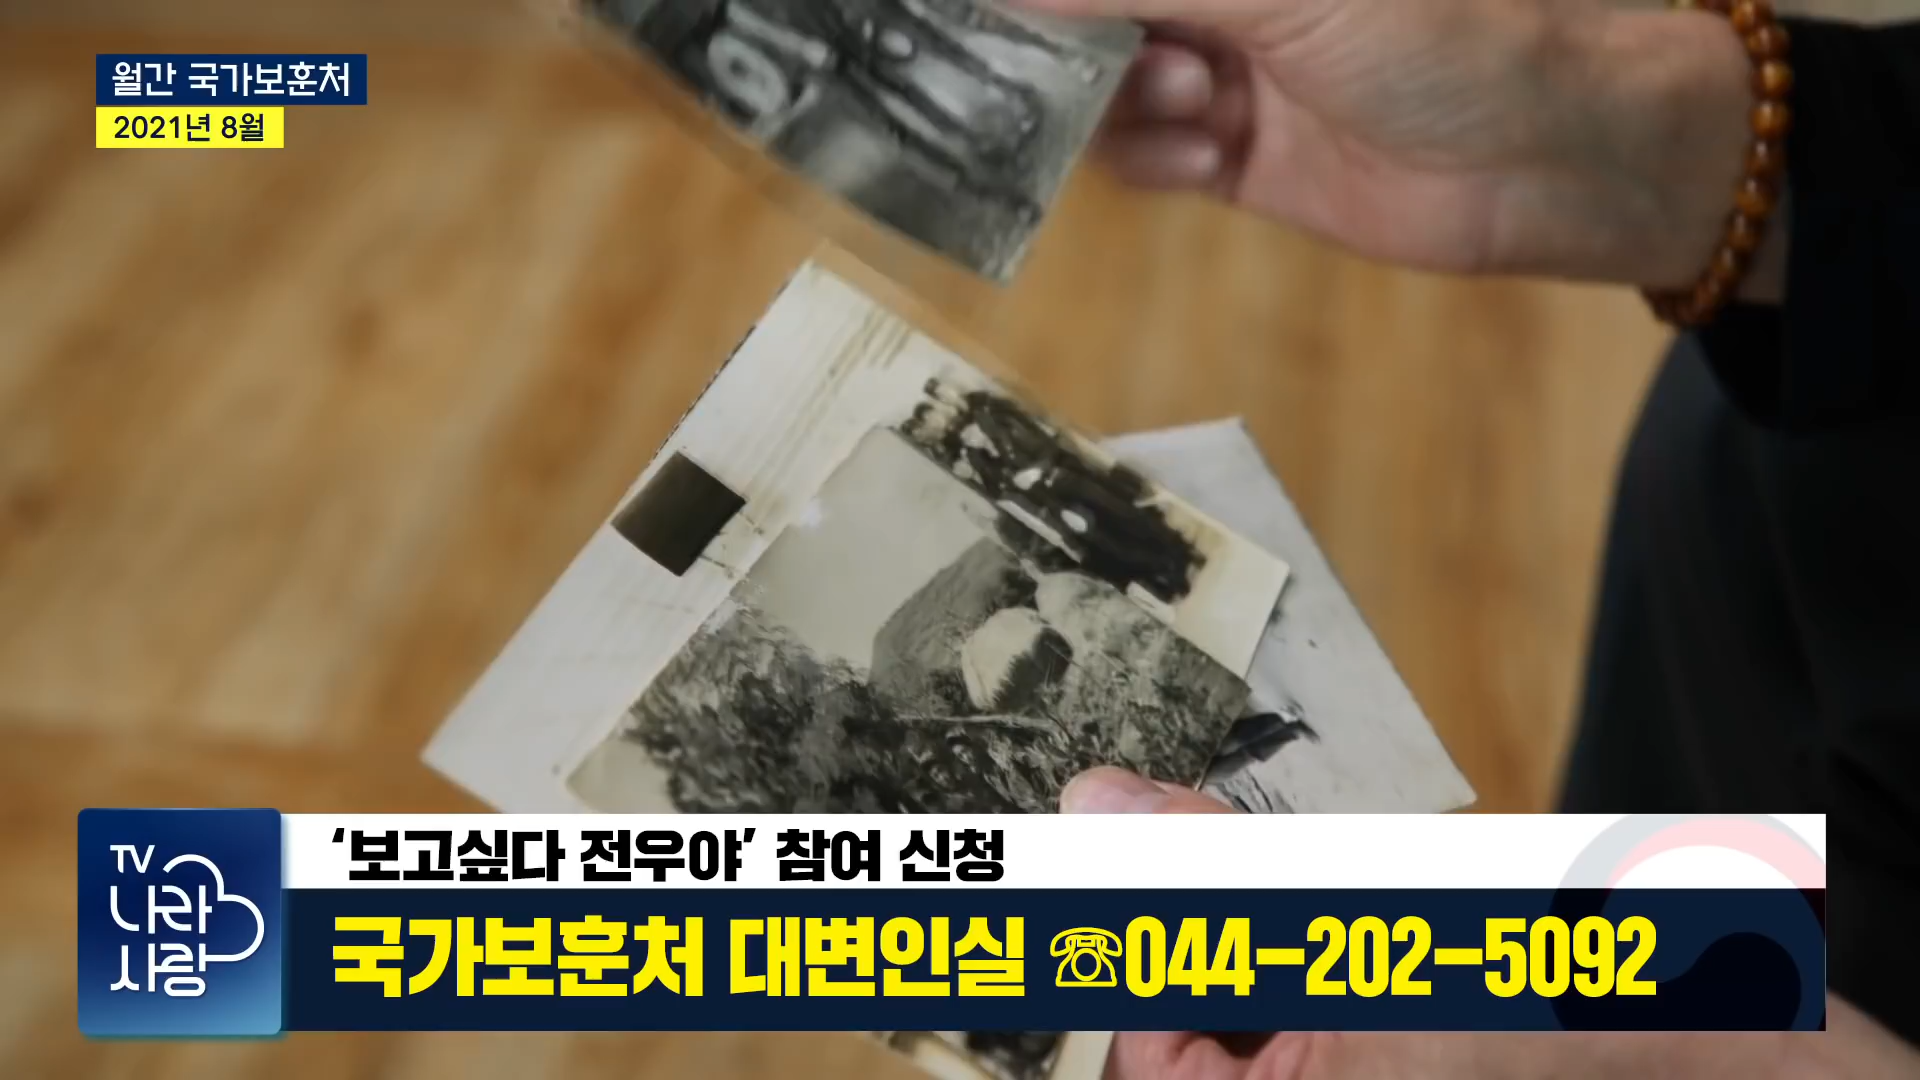 월간 국가보훈처
2021년 8월
TV
나라
사랑
‘보고싶다 전우야’ 참여 신청
국가보훈처 대변인실 ☎044-202-5092